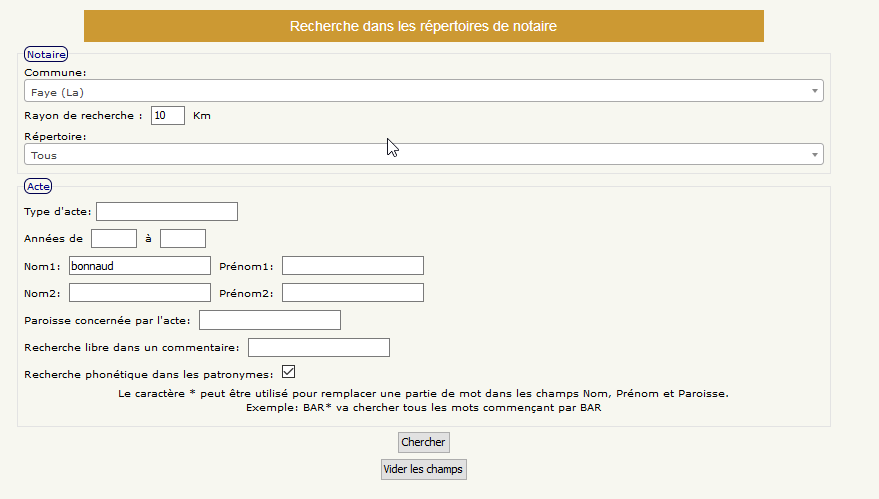 Recherche dans les répertoires de notaire
Notaire
Commune:
Faye (La)
Rayon de recherche : 10 Km
Répertoire:
Tous
Acte
Type d'acte:
Années de à
Nom1: bonnaud Prénom1:
Nom2: Prénom2:
Paroisse concernée par l'acte:
Recherche libre dans un commentaire:
Recherche phonétique dans les patronymes:
Le caractère * peut être utilisé pour remplacer une partie de mot dans les champs Nom, Prénom et Paroisse.
Exemple: BAR* va chercher tous les mots commençant par BAR
Chercher
Vider les champs